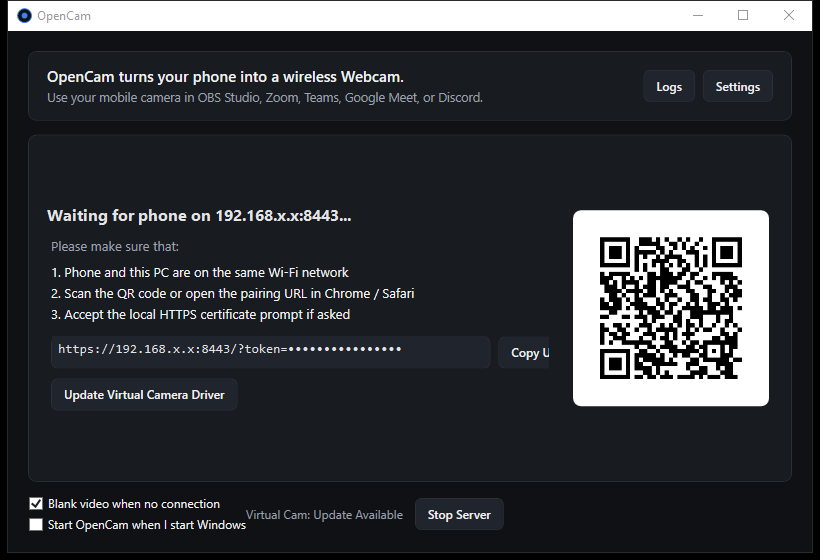 OpenCam
OpenCam turns your phone into a wireless Webcam.
Use your mobile camera in OBS Studio, Zoom, Teams, Google Meet, or Discord.
Logs
Settings
Waiting for phone on 192.168.x.x:8443...
Please make sure that:
1. Phone and this PC are on the same Wi-Fi network
2. Scan the QR code or open the pairing URL in Chrome / Safari
3. Accept the local HTTPS certificate prompt if asked
https://192.168.x.x:8443/?token=••••••••••••••••
Copy U
Update Virtual Camera Driver
Blank video when no connection
Start OpenCam when I start Windows
Virtual Cam: Update Available
Stop Server